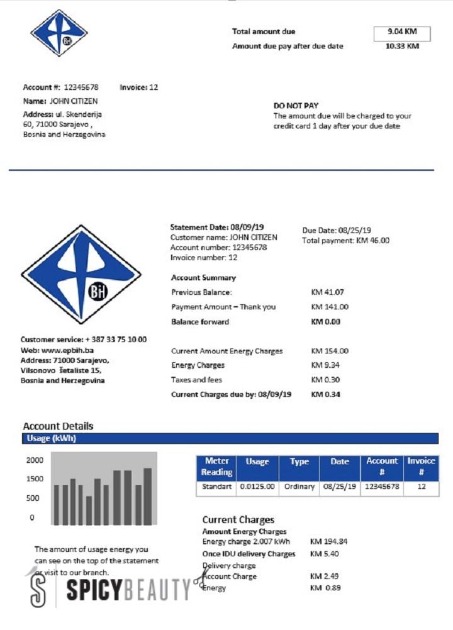 Total amount due 9.04 KM
Amount due pay after due date 10.33 KM
BiH
Account #: 12345678 Invoice: 12
Name: JOHN CITIZEN
Address: ul. Skenderija
60, 71000 Sarajevo ,
Bosnia and Herzegovina
DO NOT PAY
The amount due will be charged to your
credit card 1 day after your due date
Statement Date: 08/09/19
Customer name: JOHN CITIZEN
Account number: 12345678
Invoice number: 12
Due Date: 08/25/19
Total payment: KM 46.00
BiH
Account Summary
Previous Balance: KM 41.07
Payment Amount – Thank you KM 141.00
Balance forward KM 0.00
Customer service: + 387 33 75 10 00
Web: www.epbih.ba
Address: 71000 Sarajevo,
Vilsonovo šetaliste 15,
Bosnia and Herzegovina
Current Amount Energy Charges KM 154.00
Energy Charges KM 9.34
Taxes and fees KM 0.30
Current Charges due by: 08/09/19 KM 0.34
Account Details
Usage (kWh)
2000
1500
500
0
Meter Reading Usage Type Date Account # Invoice #
Standart 0.0125.00 Ordinary 08/25/19 12345678 12
The amount of usage energy you
can see on the top of the statement
or visit to our branch.
Current Charges
Amount Energy Charges
Energy charge 2.007 kWh KM 194.84
Once IDU delivery Charges KM 5.40
Delivery charge
Account Charge KM 2.49
Energy KM 0.89
SPICYBEAUTY